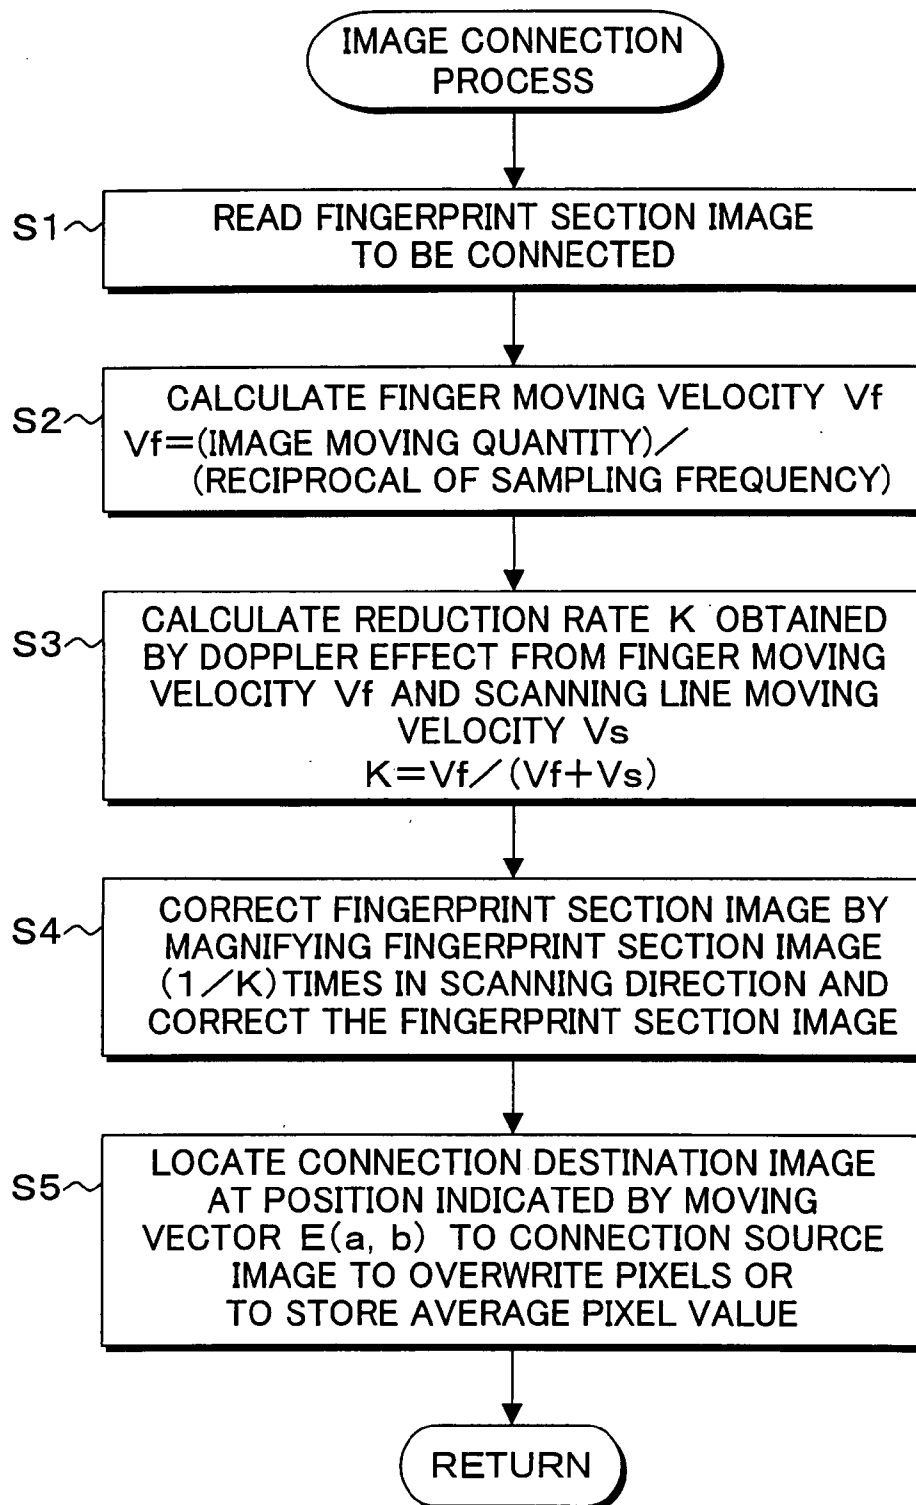 IMAGE CONNECTION
PROCESS
S1
READ FINGERPRINT SECTION IMAGE
TO BE CONNECTED
S2
CALCULATE FINGER MOVING VELOCITY Vf
Vf=(IMAGE MOVING QUANTITY)/
(RECIPROCAL OF SAMPLING FREQUENCY)
S3
CALCULATE REDUCTION RATE K OBTAINED
BY DOPPLER EFFECT FROM FINGER MOVING
VELOCITY Vf AND SCANNING LINE MOVING
VELOCITY Vs
K=Vf/(Vf+Vs)
S4
CORRECT FINGERPRINT SECTION IMAGE BY
MAGNIFYING FINGERPRINT SECTION IMAGE
(1/K)TIMES IN SCANNING DIRECTION AND
CORRECT THE FINGERPRINT SECTION IMAGE
S5
LOCATE CONNECTION DESTINATION IMAGE
AT POSITION INDICATED BY MOVING
VECTOR E(a, b) TO CONNECTION SOURCE
IMAGE TO OVERWRITE PIXELS OR
TO STORE AVERAGE PIXEL VALUE
RETURN